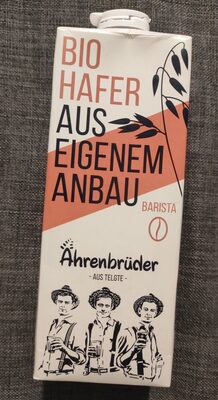 BIO
HAFER
AUS
EIGENEM
ANBAU
BARISTA
Ährenbrüder
- AUS TELGTE -